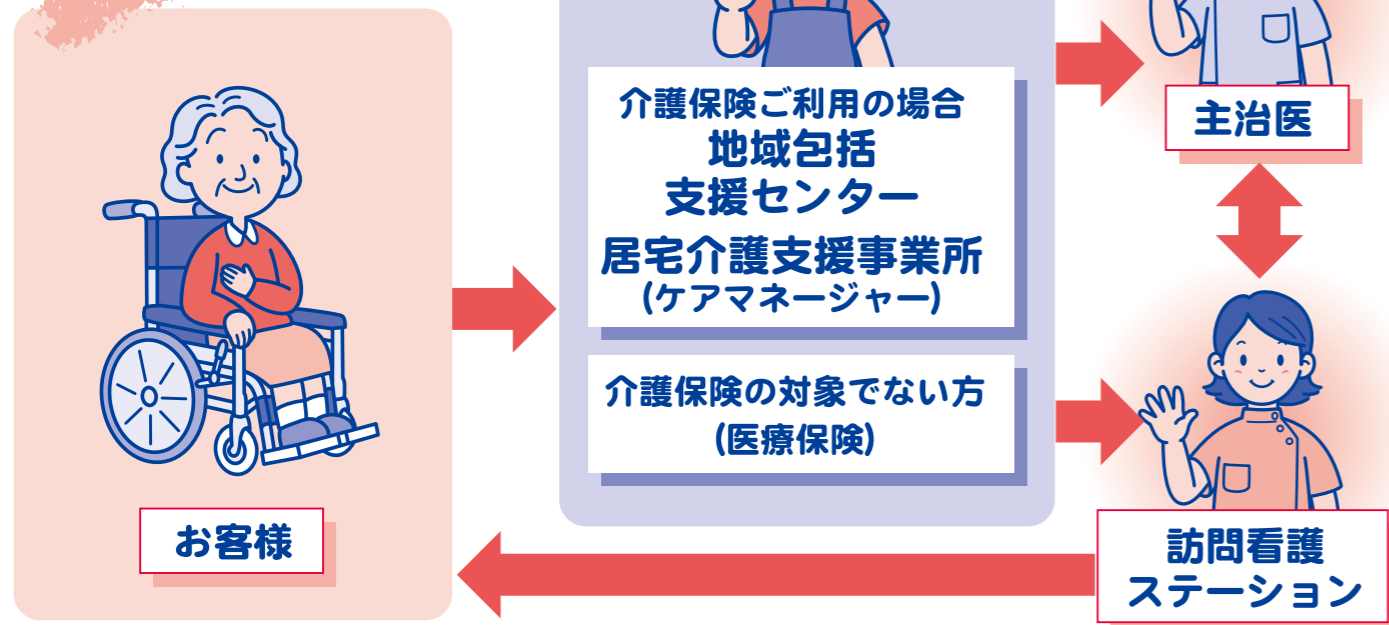 介護保険ご利用の場合
地域包括
支援センター
居宅介護支援事業所
(ケアマネージャー)
介護保険の対象でない方
(医療保険)
主治医
お客様
訪問看護
ステーション